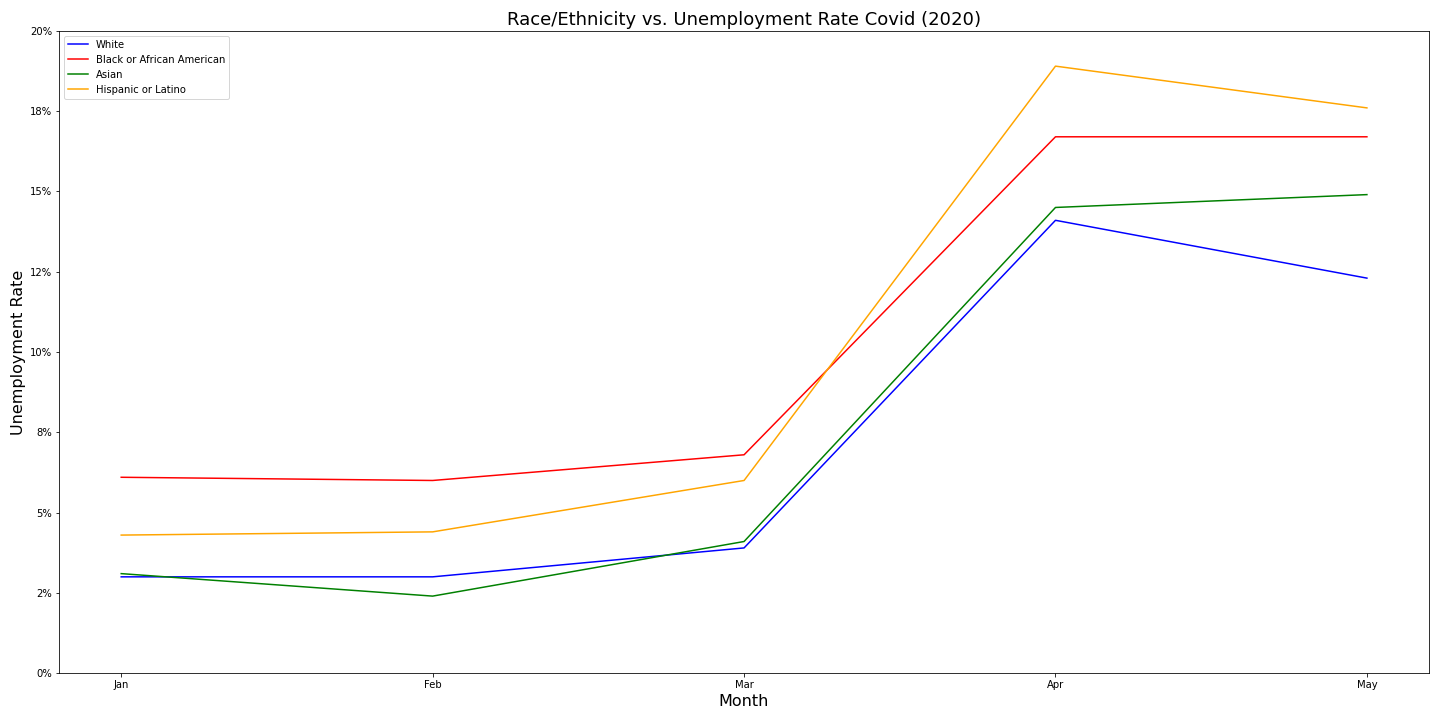 Race/Ethnicity vs. Unemployment Rate Covid (2020)
White
Black or African American
Asian
Hispanic or Latino
20%
18%
15%
12%
10%
8%
5%
2%
0%
Unemployment Rate
Jan
Feb
Mar
Apr
May
Month